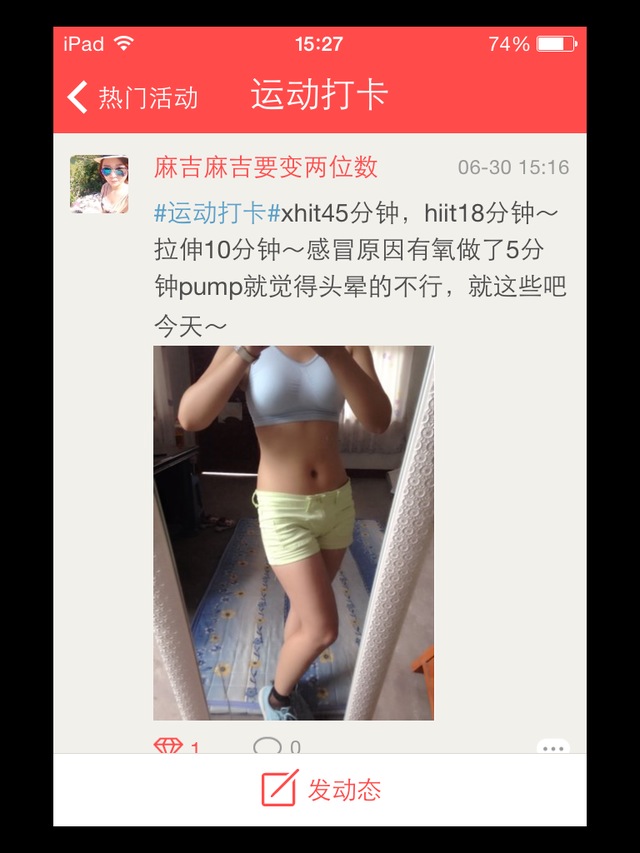 iPad 15:27 74%
热门活动 运动打卡
麻吉麻吉要变两位数 06-30 15:16
#运动打卡#xhit45分钟，hiit18分钟～
拉伸10分钟～感冒原因有氧做了5分
钟pump就觉得头晕的不行，就这些吧
今天～
1 0
发动态